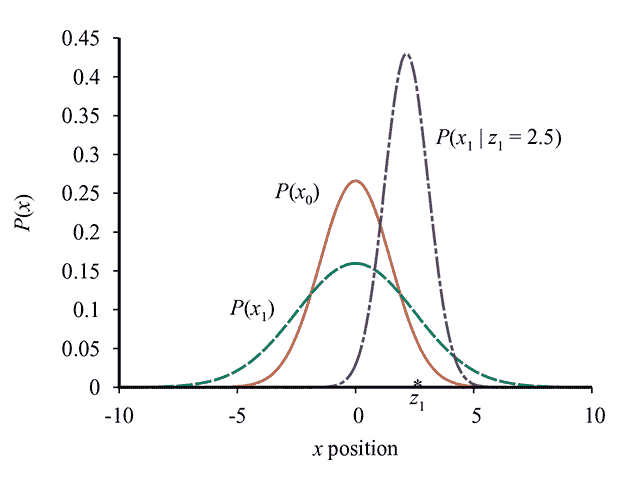 0.45
0.4
0.35
0.3
0.25
0.2
0.15
0.1
0.05
0
P(x)
P(x₀)
P(x₁)
P(x₁ | z₁ = 2.5)
*
z₁
-10
-5
0
5
10
x position